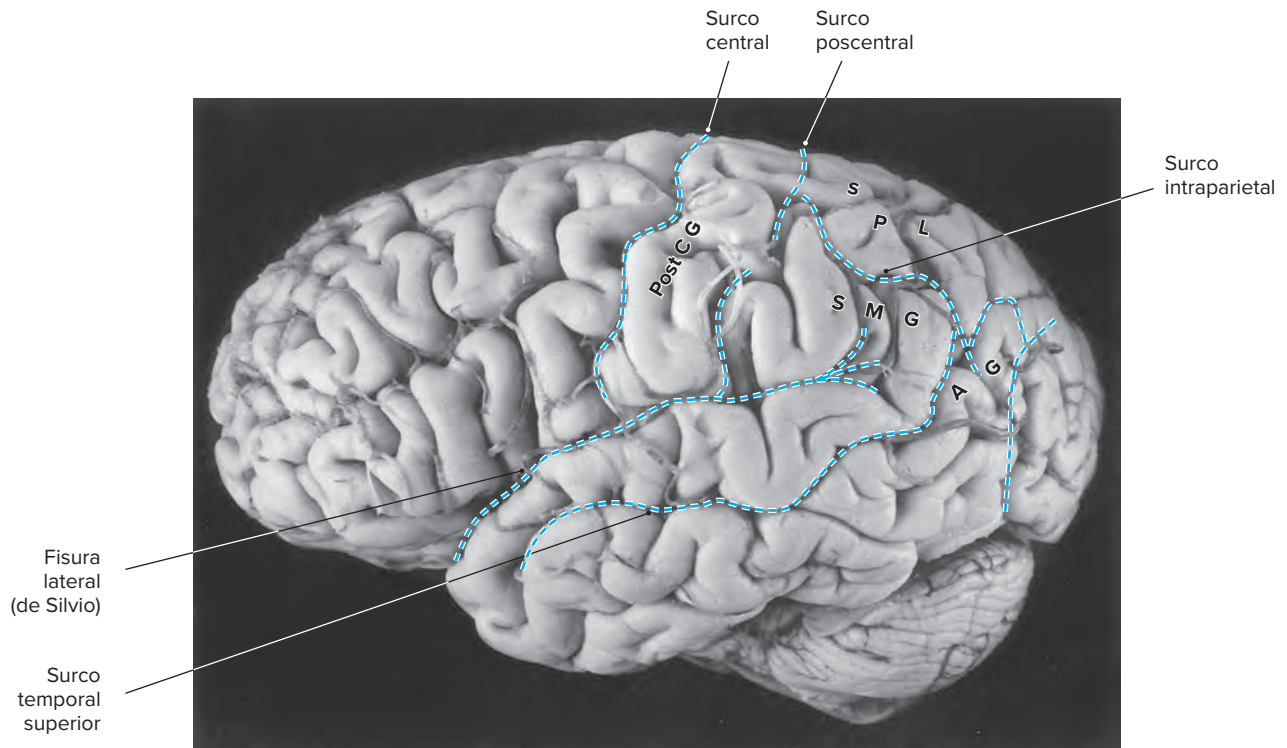 Surco
central
Surco
poscentral
Surco
intraparietal
S P L
Post C G
S M G
A G
Fisura
lateral
(de Silvio)
Surco
temporal
superior